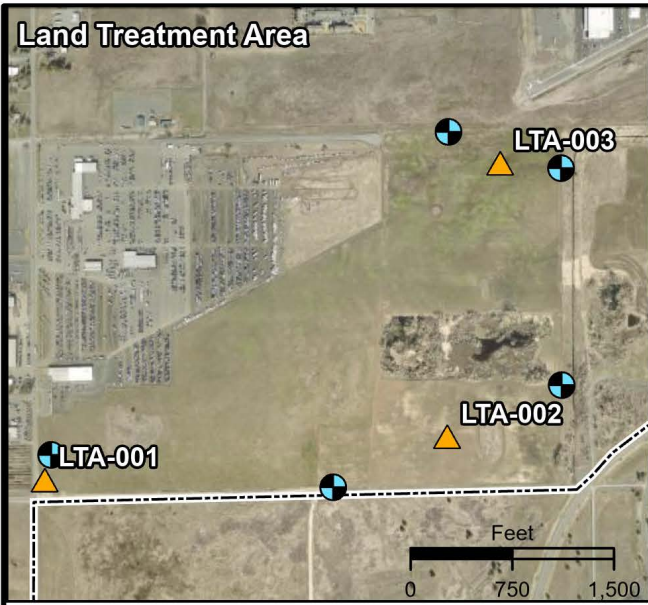 Land Treatment Area
LTA-003
LTA-002
LTA-001
Feet
0 750 1,500